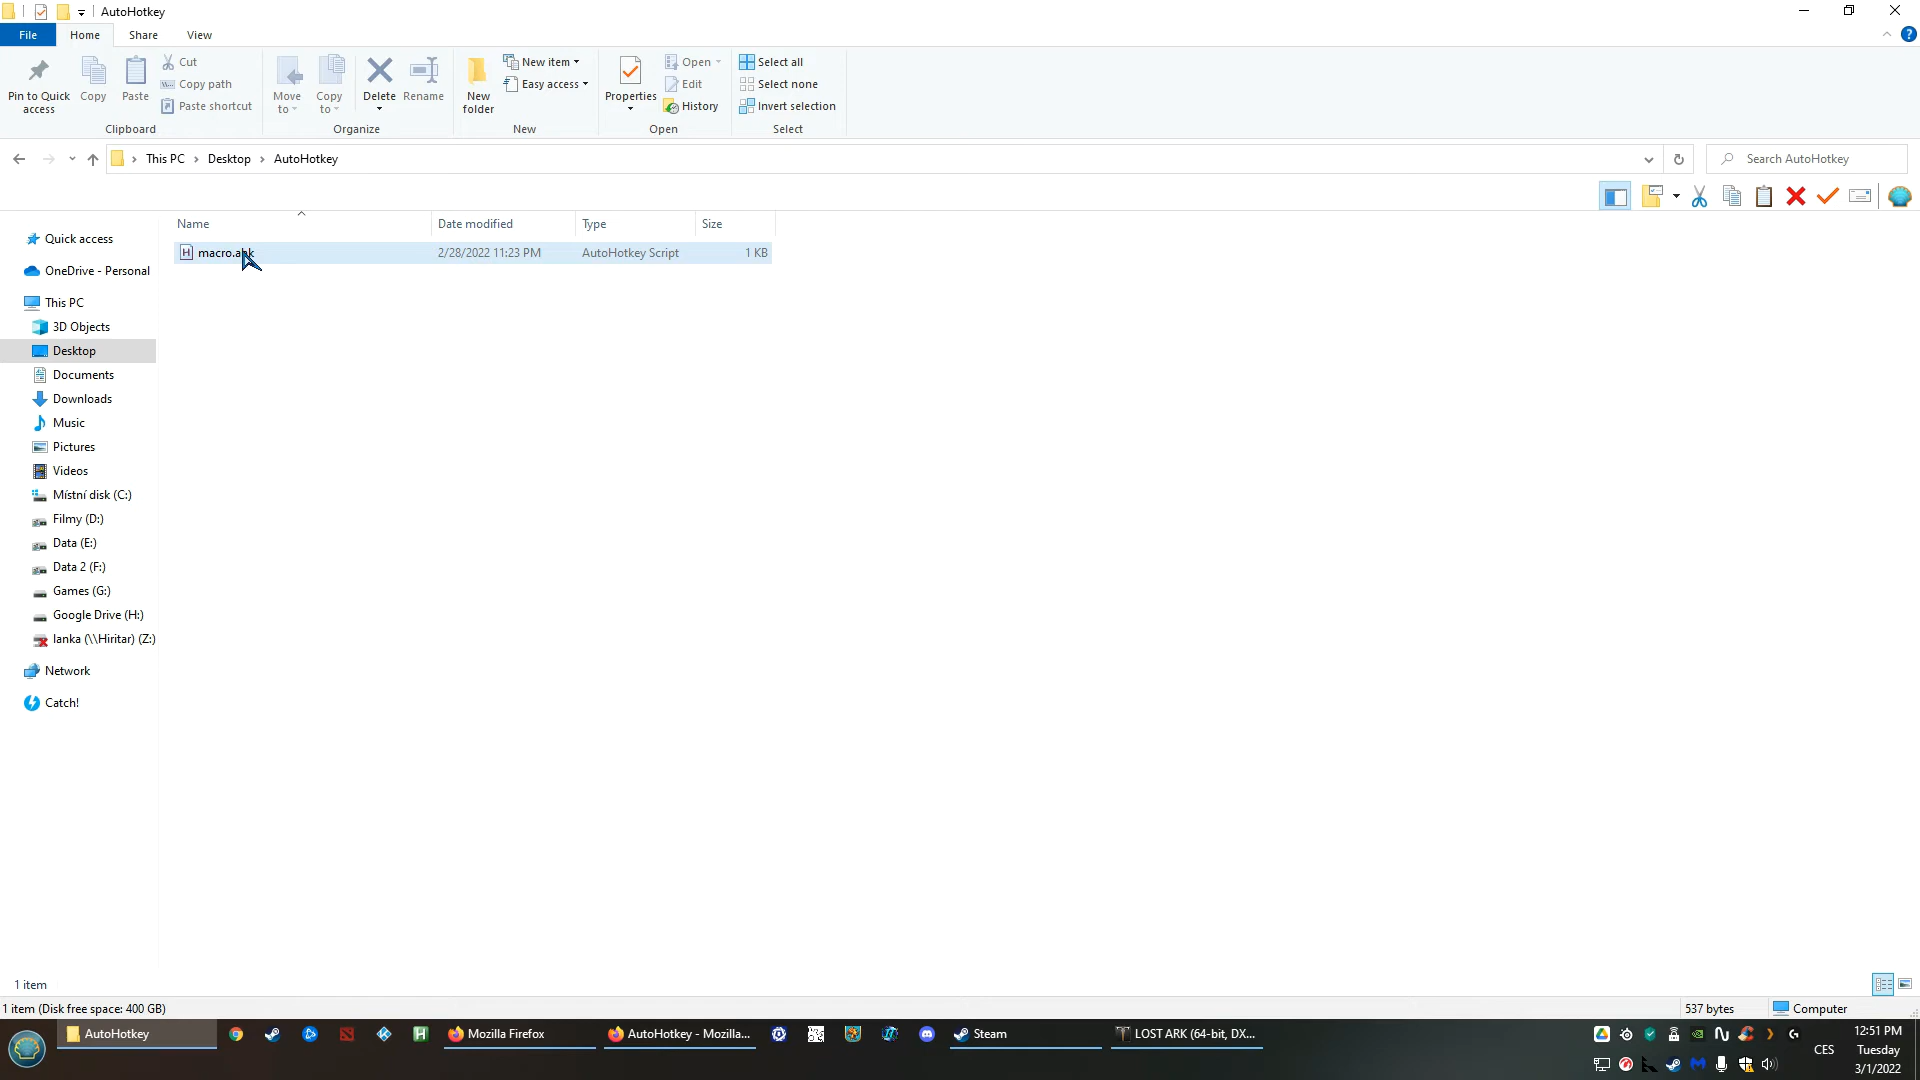 AutoHotkey
File Home Share View
Pin to Quick access
Copy
Paste
Cut
Copy path
Paste shortcut
Clipboard
Move to
Copy to
Delete
Rename
Organize
New folder
New item
Easy access
New
Properties
Open
Edit
History
Open
Select all
Select none
Invert selection
Select
This PC Desktop AutoHotkey
Search AutoHotkey
Name Date modified Type Size
macro.ahk 2/28/2022 11:23 PM AutoHotkey Script 1 KB
Quick access
OneDrive - Personal
This PC
3D Objects
Desktop
Documents
Downloads
Music
Pictures
Videos
Místní disk (C:)
Filmy (D:)
Data (E:)
Data 2 (F:)
Games (G:)
Google Drive (H:)
lanka (\\Hiritar) (Z:)
Network
Catch!
1 item
1 item (Disk free space: 400 GB) 537 bytes Computer
AutoHotkey Mozilla Firefox AutoHotkey - Mozilla... Steam LOST ARK (64-bit, DX...
CES
12:51 PM
Tuesday
3/1/2022